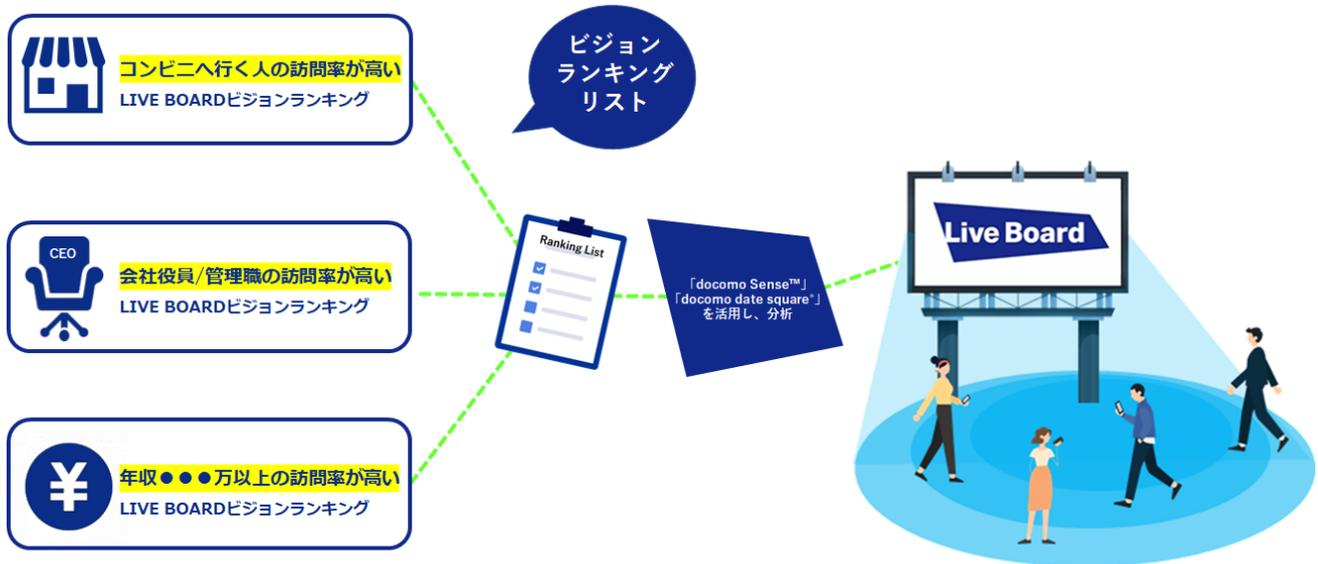 コンビニへ行く人の訪問率が高い
LIVE BOARDビジョンランキング
CEO
会社役員/管理職の訪問率が高い
LIVE BOARDビジョンランキング
¥
年収●●●万以上の訪問率が高い
LIVE BOARDビジョンランキング
ビジョン
ランキング
リスト
Ranking List
「docomo Sense™」
「docomo date square®」
を活用し、分析
Live Board